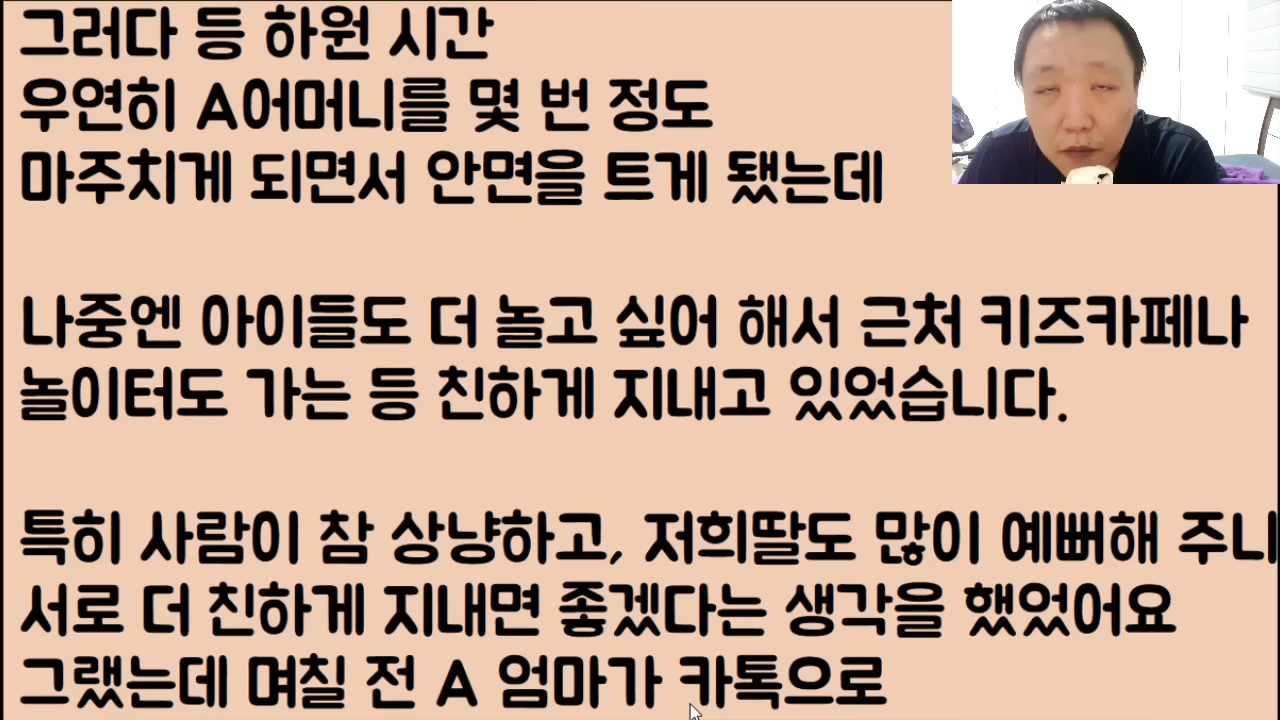 그러다 등 하원 시간
우연히 A어머니를 몇 번 정도
마주치게 되면서 안면을 트게 됐는데
나중엔 아이들도 더 놀고 싶어 해서 근처 키즈카페나
놀이터도 가는 등 친하게 지내고 있었습니다.
특히 사람이 참 상냥하고, 저희딸도 많이 예뻐해 주니
서로 더 친하게 지내면 좋겠다는 생각을 했었어요
그랬는데 며칠 전 A 엄마가 카톡으로